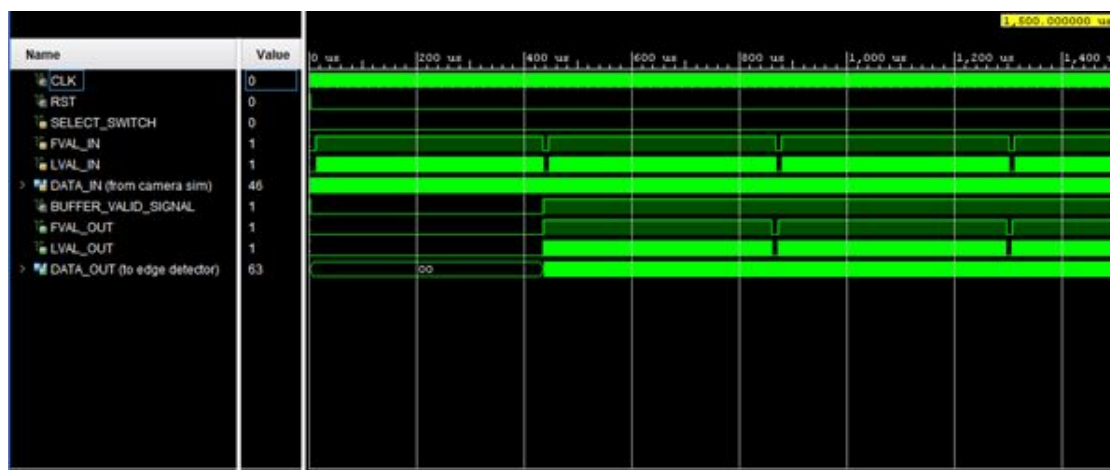 1,500.000000 us
Name Value
0 us 200 us 400 us 600 us 800 us 1,000 us 1,200 us 1,400
CLK 0
RST 0
SELECT_SWITCH 0
FVAL_IN 1
LVAL_IN 1
DATA_IN (from camera sim) 46
BUFFER_VALID_SIGNAL 1
FVAL_OUT 1
LVAL_OUT 1
DATA_OUT (to edge detector) 63 00